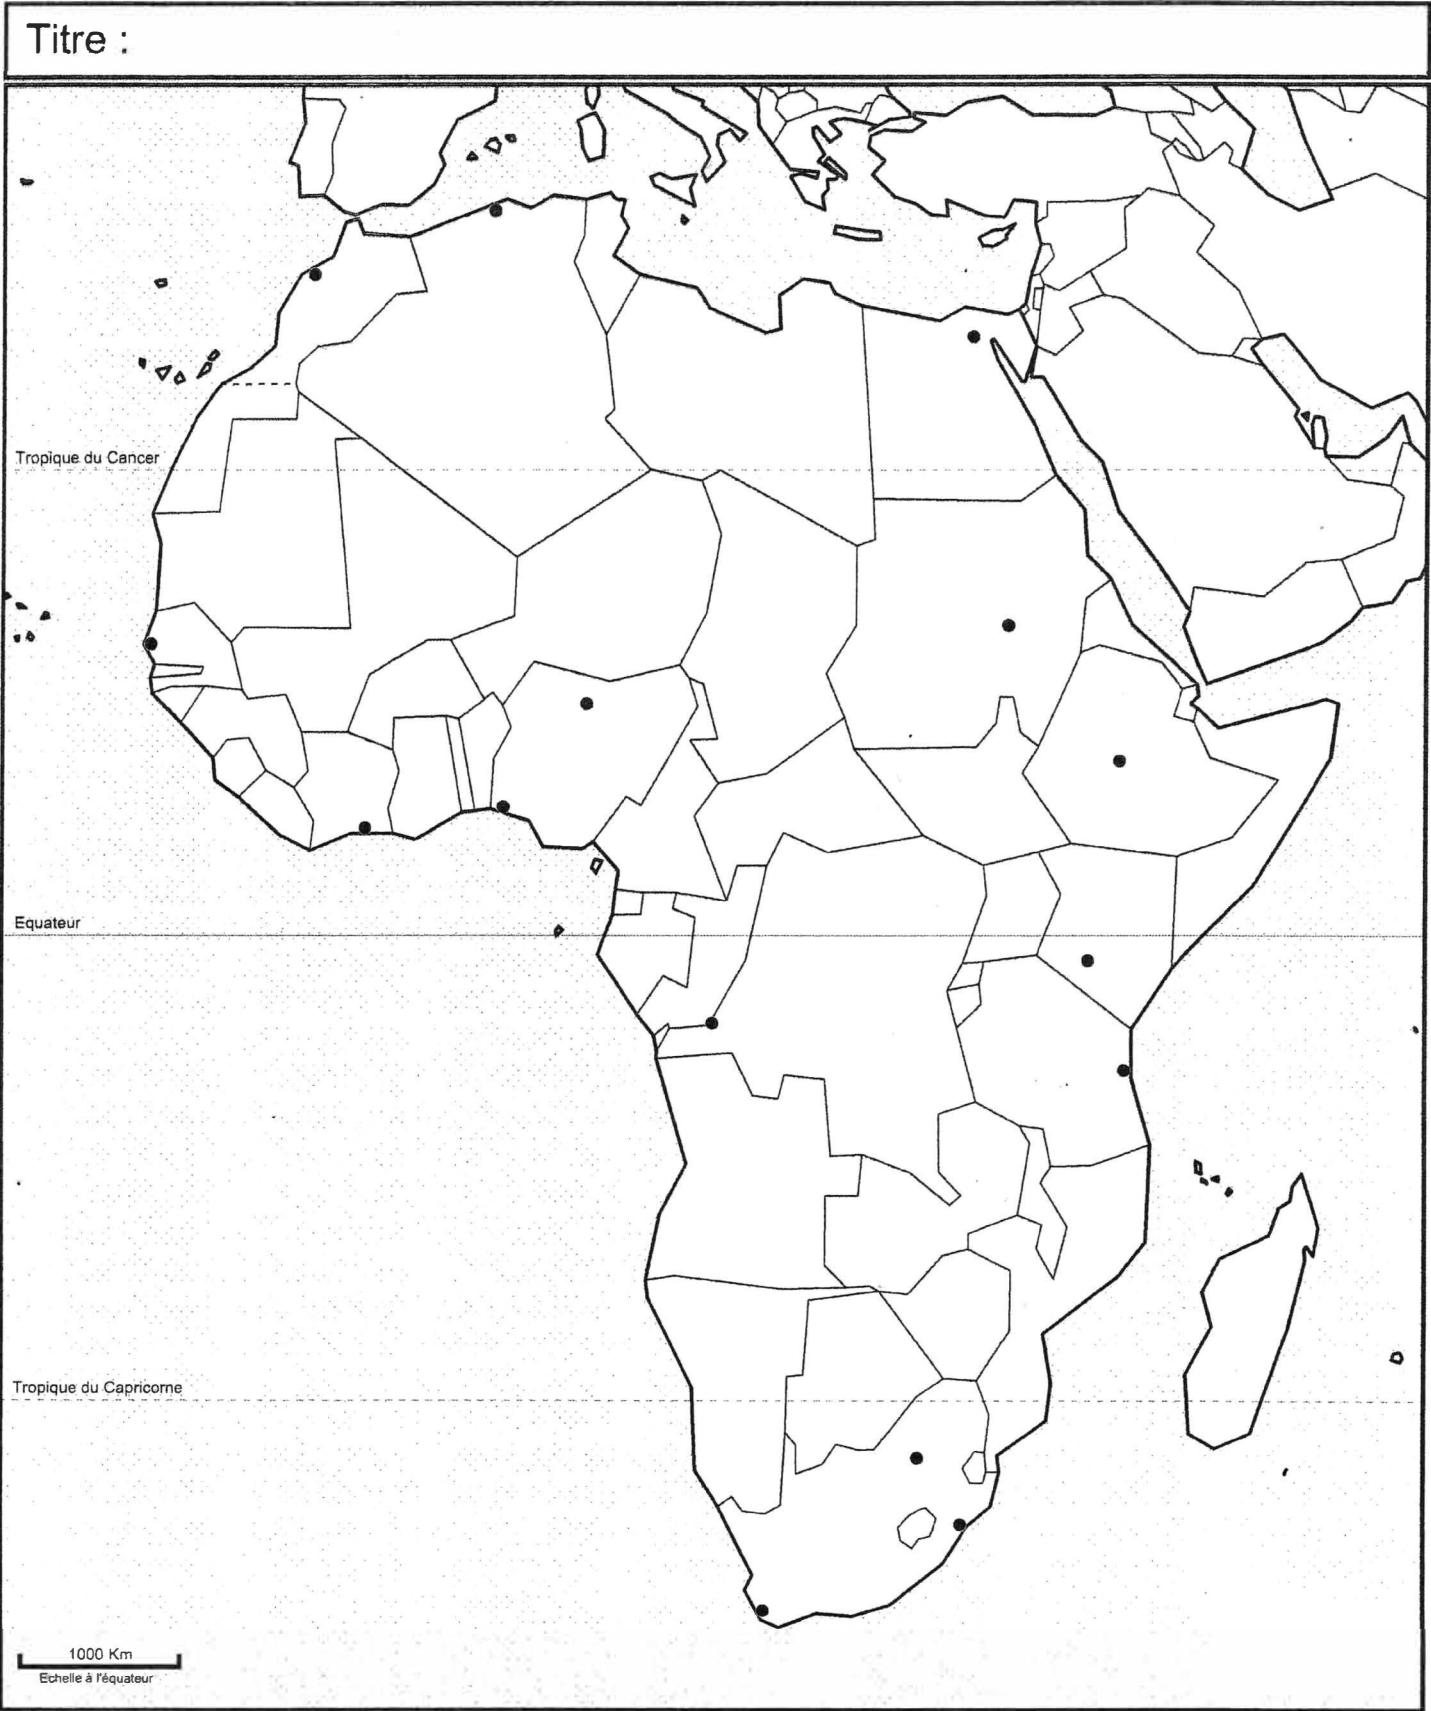 Titre :
Tropique du Cancer
Equateur
Tropique du Capricorne
1000 Km
Echelle à l'équateur